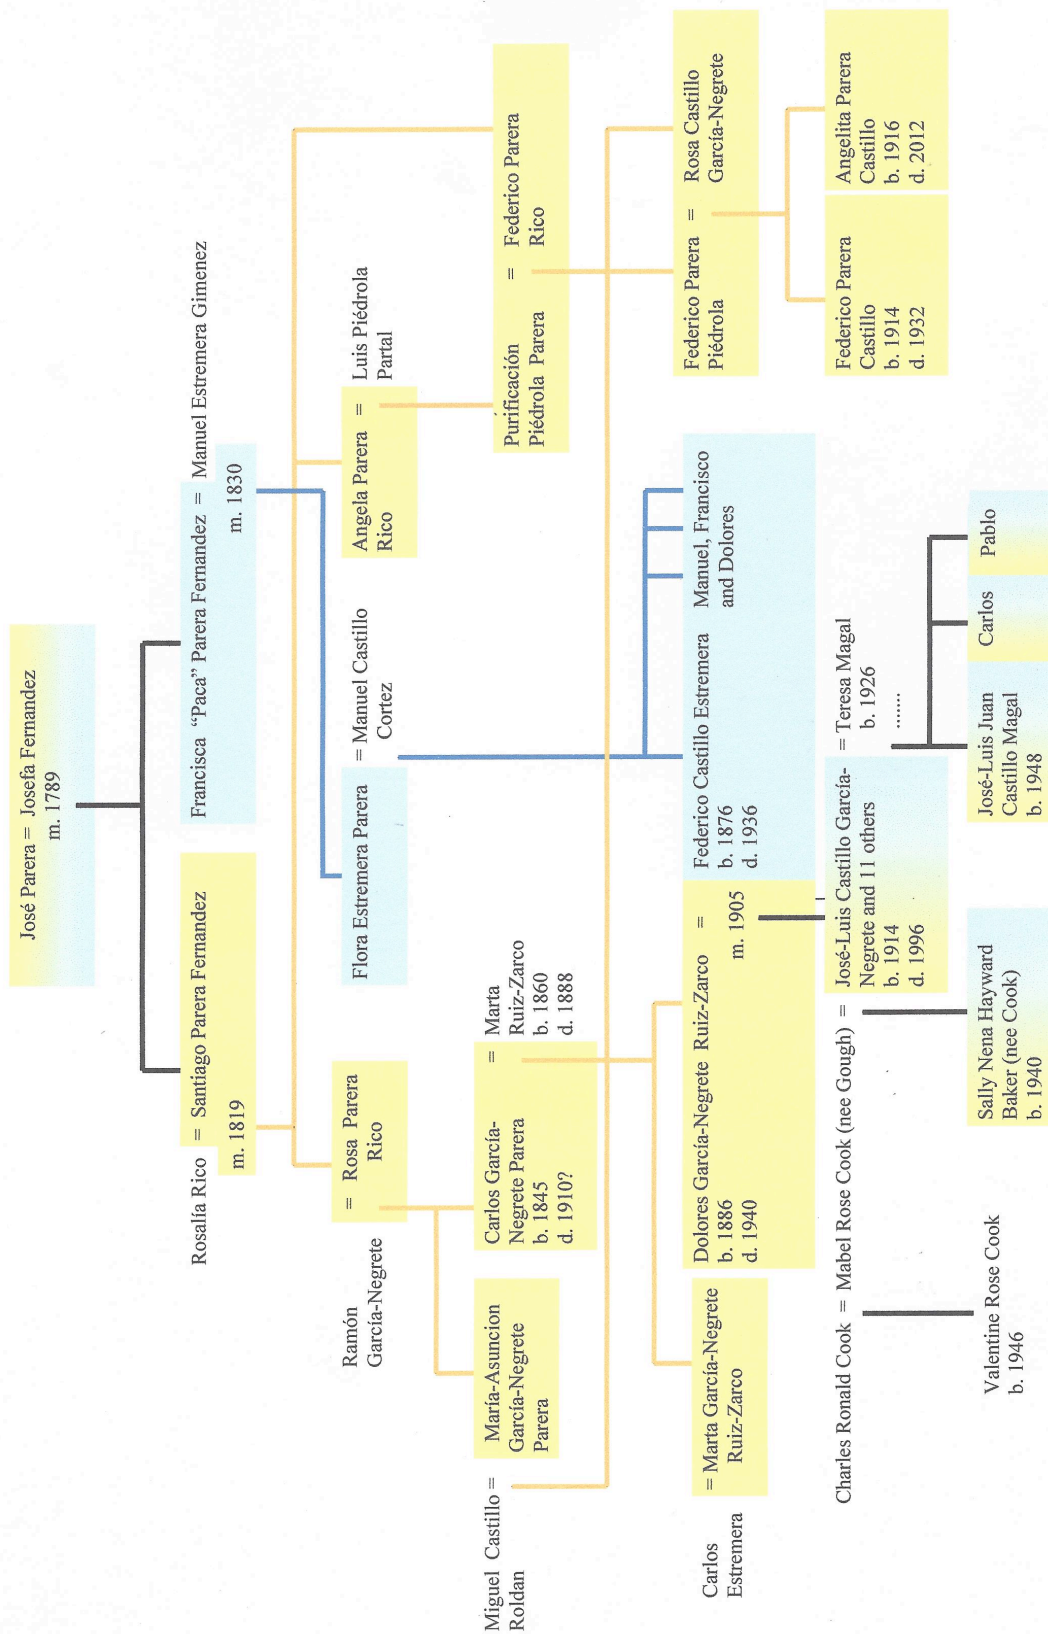 José Parera = Josefa Fernandez
m. 1789
Rosalía Rico = Santiago Parera Fernandez
m. 1819
Francisca “Paca” Parera Fernandez = Manuel Estremera Gimenez
m. 1830
Ramón
García-Negrete
= Rosa Parera
Rico
Flora Estremera Parera
= Manuel Castillo
Cortez
Angela Parera =
Rico
Luis Piédrola
Partal
Miguel Castillo =
Roldan
María-Asuncion
García-Negrete
Parera
Carlos García-
Negrete Parera
b. 1845
d. 1910?
=
Marta
Ruiz-Zarco
b. 1860
d. 1888
Purificación
Piédrola Parera
= Federico Parera
Rico
Carlos
Estremera
= Marta García-Negrete
Ruiz-Zarco
Dolores García-Negrete Ruiz-Zarco =
b. 1886
d. 1940
m. 1905
Federico Castillo Estremera
b. 1876
d. 1936
Manuel, Francisco
and Dolores
Federico Parera =
Piédrola
Rosa Castillo
García-Negrete
Charles Ronald Cook = Mabel Rose Cook (nee Gough) =
José-Luis Castillo García-
Negrete and 11 others
b. 1914
d. 1996
= Teresa Magal
b. 1926
.......
Federico Parera
Castillo
b. 1914
d. 1932
Angelita Parera
Castillo
b. 1916
d. 2012
Valentine Rose Cook
b. 1946
Sally Nena Hayward
Baker (nee Cook)
b. 1940
José-Luis Juan
Castillo Magal
b. 1948
Carlos
Pablo